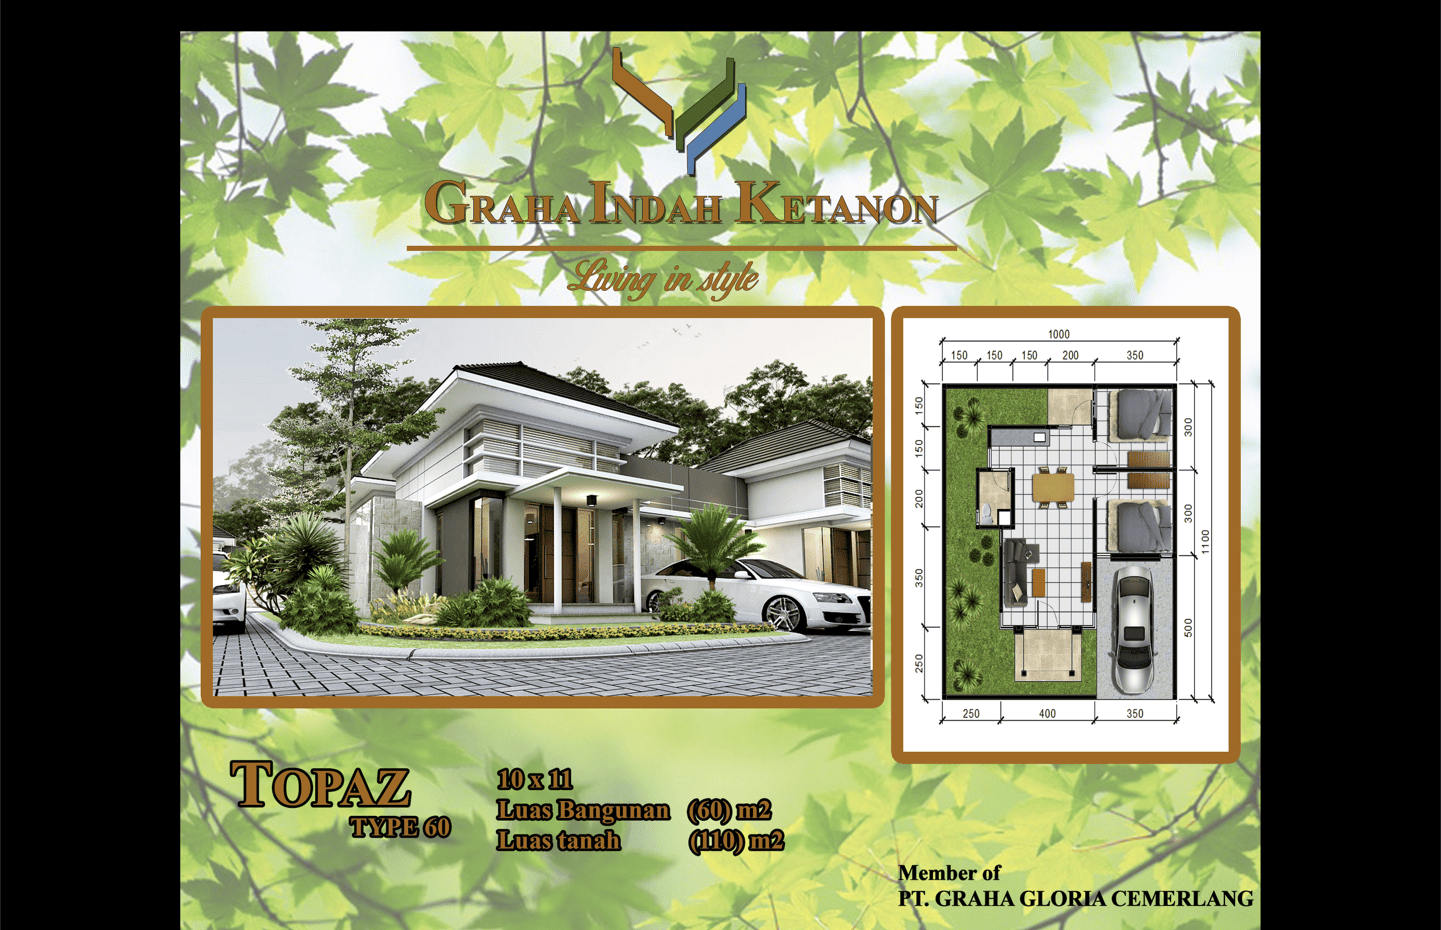 GRAHA INDAH KETANON
Living in style
1000
150 150 150 200 350
150
150
200
350
250
300
300
500
1100
250 400 350
TOPAZ
TYPE 60
10 x 11
Luas Bangunan (60) m2
Luas tanah (110) m2
Member of
PT. GRAHA GLORIA CEMERLANG